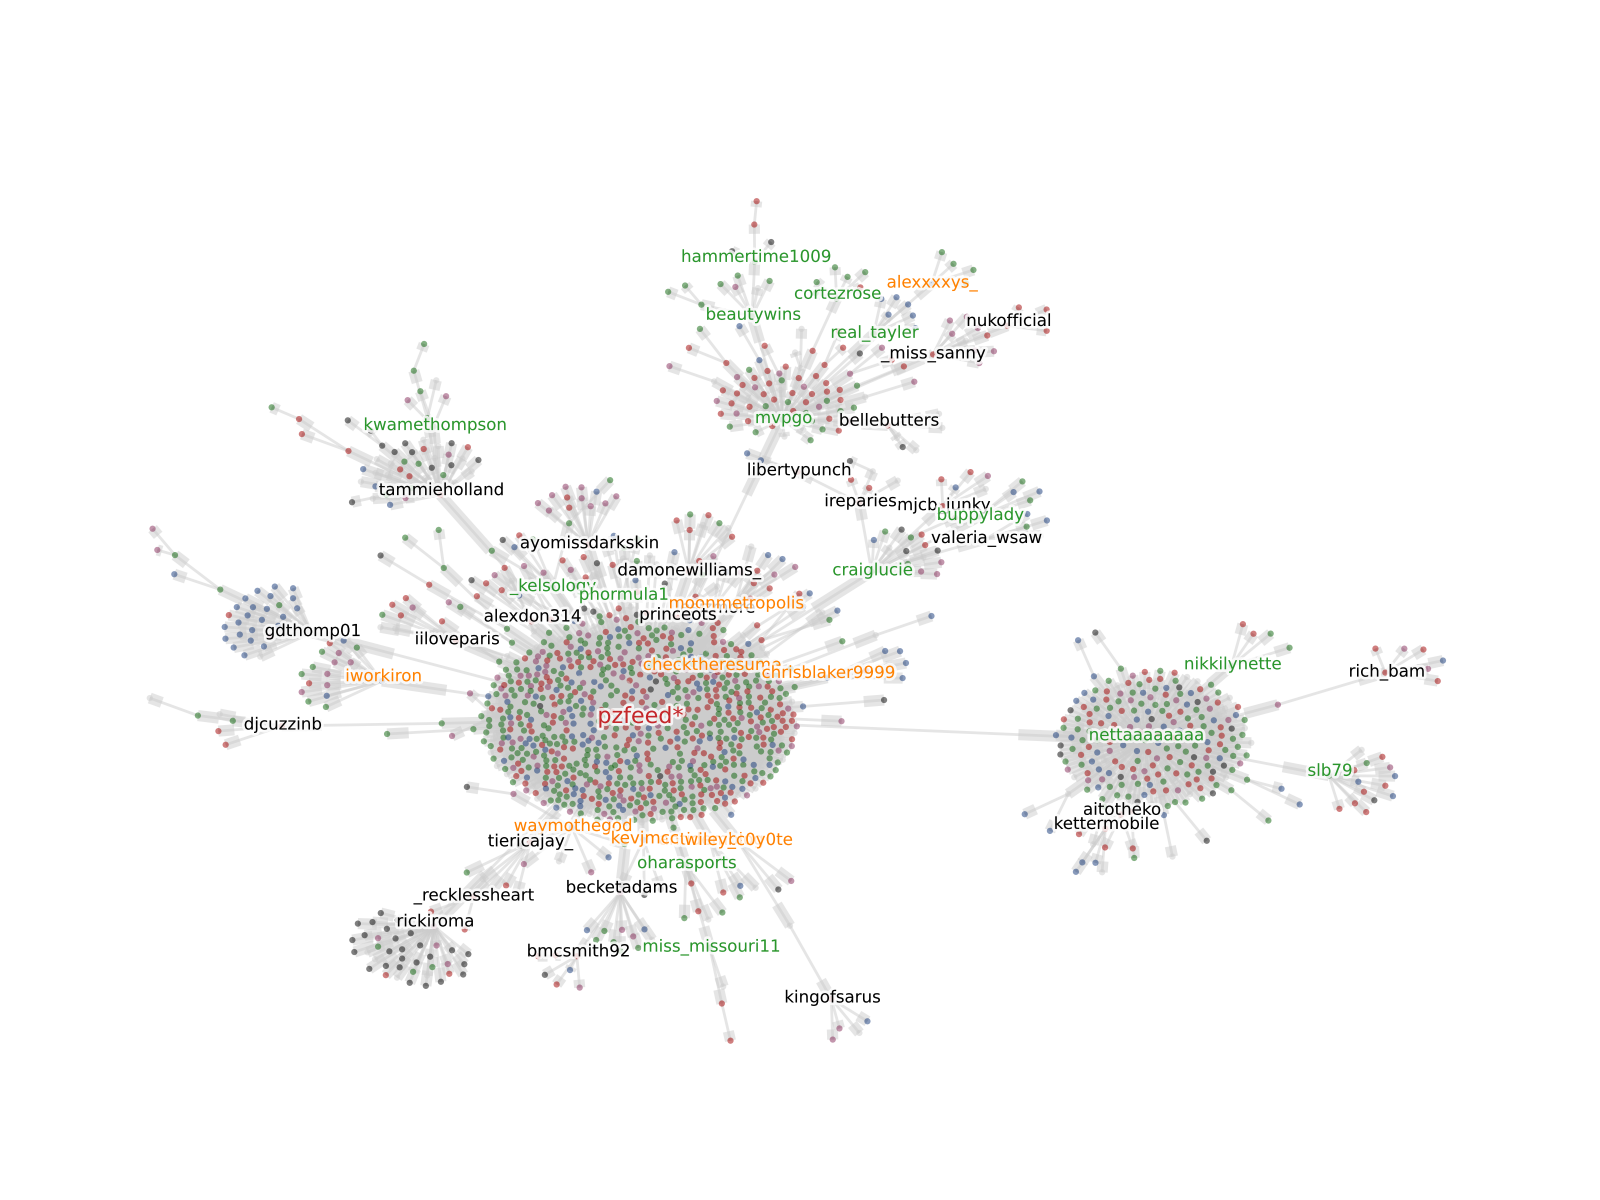 hammertime1009
alexxxxys_
cortezrose
beautywins
nukofficial
real_tayler
_miss_sanny
mvpgo
bellebutters
kwamethompson
libertypunch
tammieholland
ireparies
mjcb_junky
buppylady
valeria_wsaw
ayomissdarkskin
damonewilliams_
craiglucie
_kelsology
phormula1
moonmetropolis
princeots
alexdon314
gdthomp01
iiloveparis
checktheresume
chrisblaker9999
iworkiron
nikkilynette
rich_bam
pzfeed*
djcuzzinb
nettaaaaaaaa
slb79
aitotheko
kettermobile
waymothegod
wileyc0y0te
tiericajay_
oharasports
becketadams
_recklessheart
rickiroma
bmcsmith92
miss_missouri11
kingofsarus